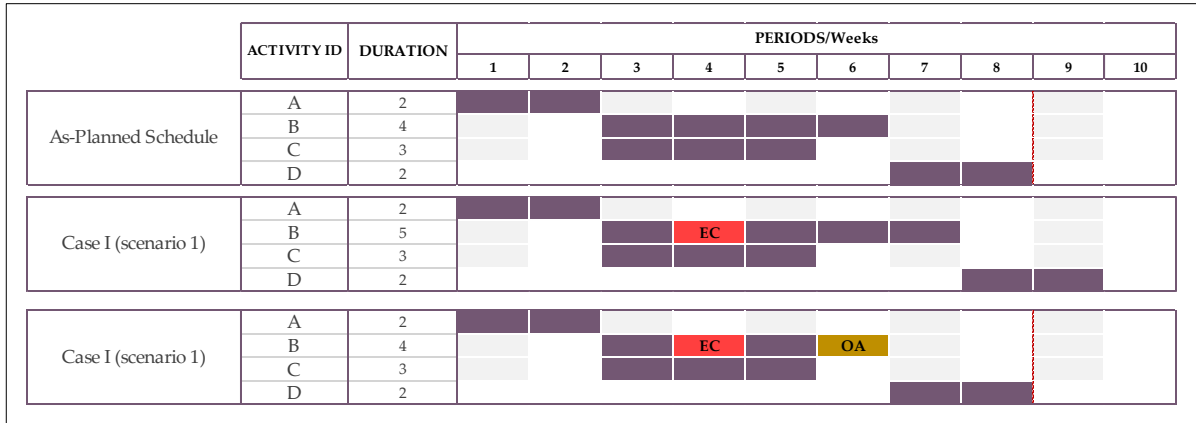 ACTIVITY ID DURATION PERIODS/Weeks
1 2 3 4 5 6 7 8 9 10
As-Planned Schedule
A 2
B 4
C 3
D 2
Case I (scenario 1)
A 2
B 5 EC
C 3
D 2
Case I (scenario 1)
A 2
B 4 EC OA
C 3
D 2